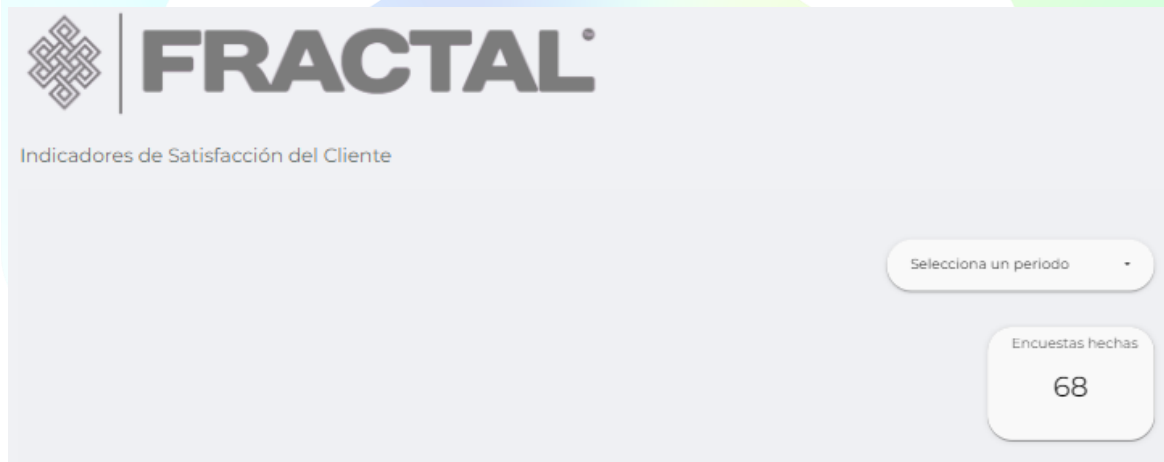 FRACTAL
Indicadores de Satisfacción del Cliente
Selecciona un periodo
Encuestas hechas
68